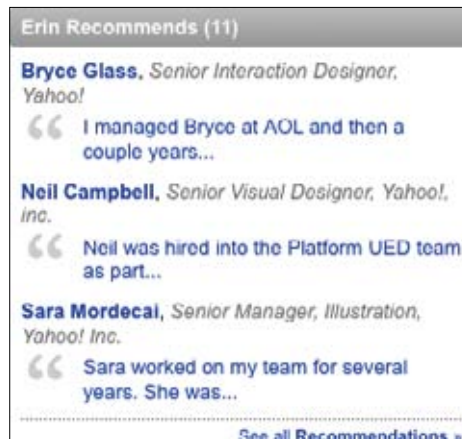 Erin Recommends (11)
Bryce Glass, Senior Interaction Designer,
Yahoo!
“ I managed Bryce at AOL and then a
couple years...
Neil Campbell, Senior Visual Designer, Yahoo!,
inc.
“ Neil was hired into the Platform UED team
as part...
Sara Mordecai, Senior Manager, Illustration,
Yahoo! Inc.
“ Sara worked on my team for several
years. She was...
See all Recommendations »